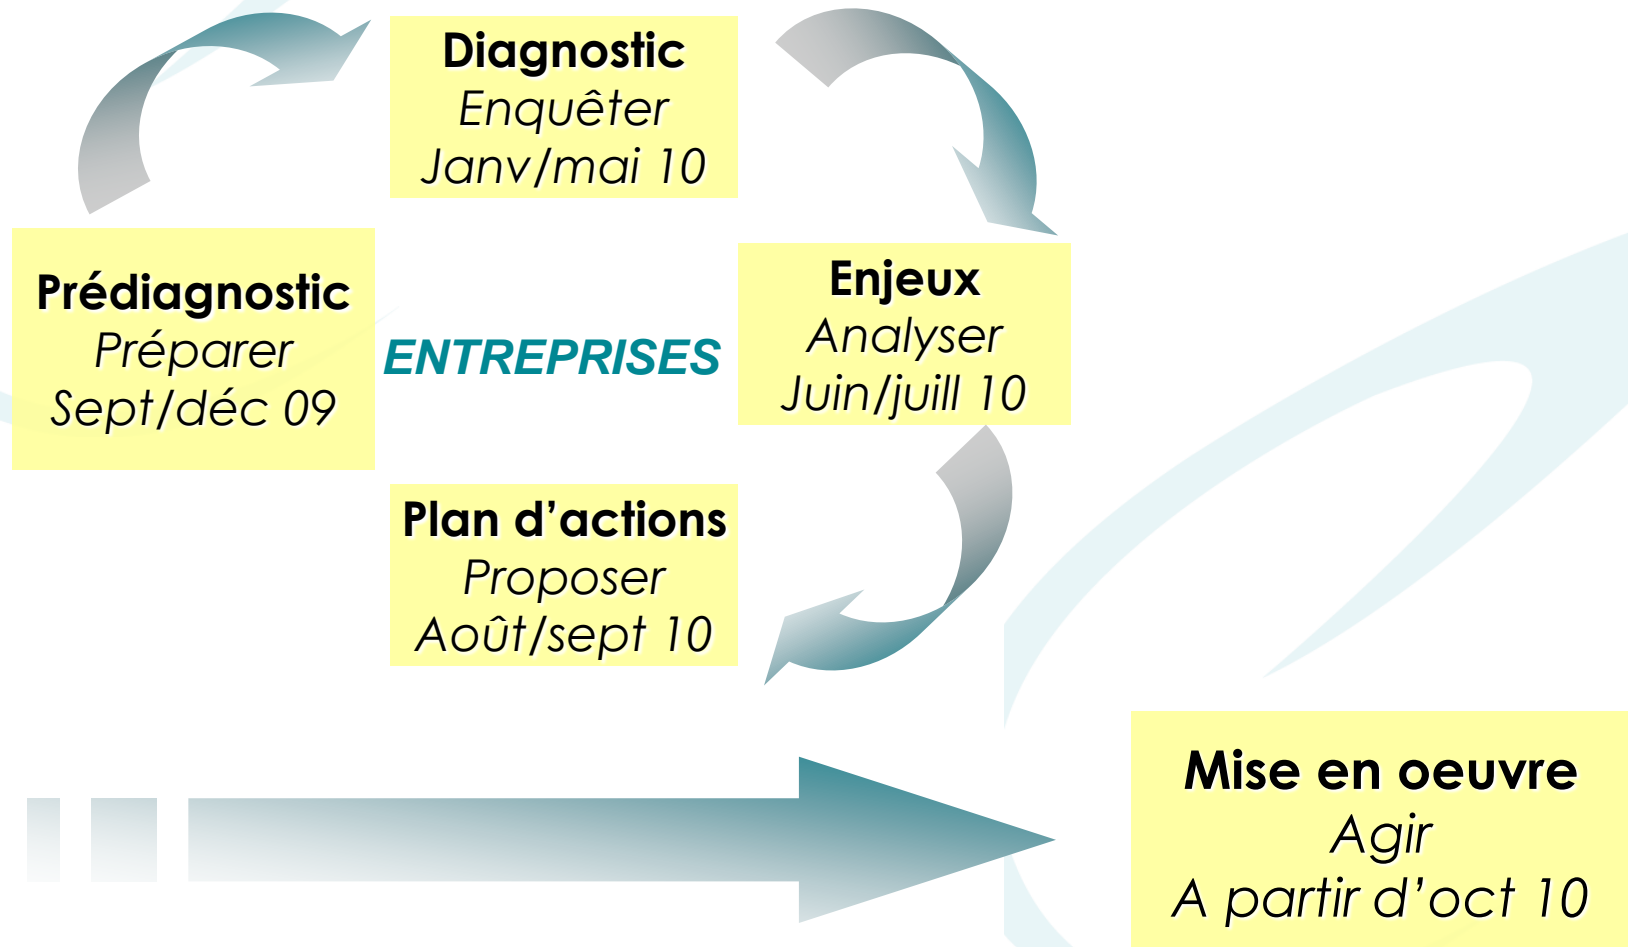 Diagnostic
Enquêter
Janv/mai 10
Prédiagnostic
Préparer
Sept/déc 09
ENTREPRISES
Enjeux
Analyser
Juin/juill 10
Plan d’actions
Proposer
Août/sept 10
Mise en oeuvre
Agir
A partir d’oct 10